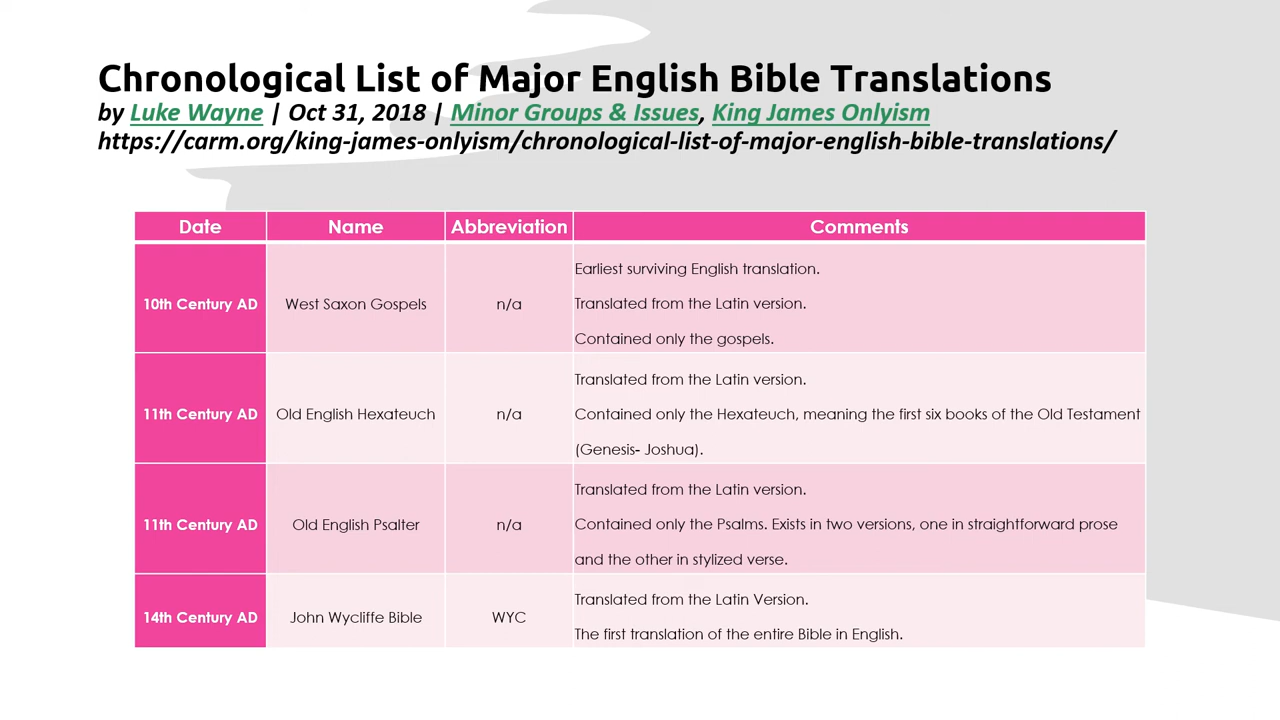 Chronological List of Major English Bible Translations
by Luke Wayne | Oct 31, 2018 | Minor Groups & Issues, King James Onlyism
https://carm.org/king-james-onlyism/chronological-list-of-major-english-bible-translations/
Date Name Abbreviation Comments
10th Century AD West Saxon Gospels n/a Earliest surviving English translation.
Translated from the Latin version.
Contained only the gospels.
11th Century AD Old English Hexateuch n/a Translated from the Latin version.
Contained only the Hexateuch, meaning the first six books of the Old Testament
(Genesis- Joshua).
11th Century AD Old English Psalter n/a Translated from the Latin version.
Contained only the Psalms. Exists in two versions, one in straightforward prose
and the other in stylized verse.
14th Century AD John Wycliffe Bible WYC Translated from the Latin Version.
The first translation of the entire Bible in English.